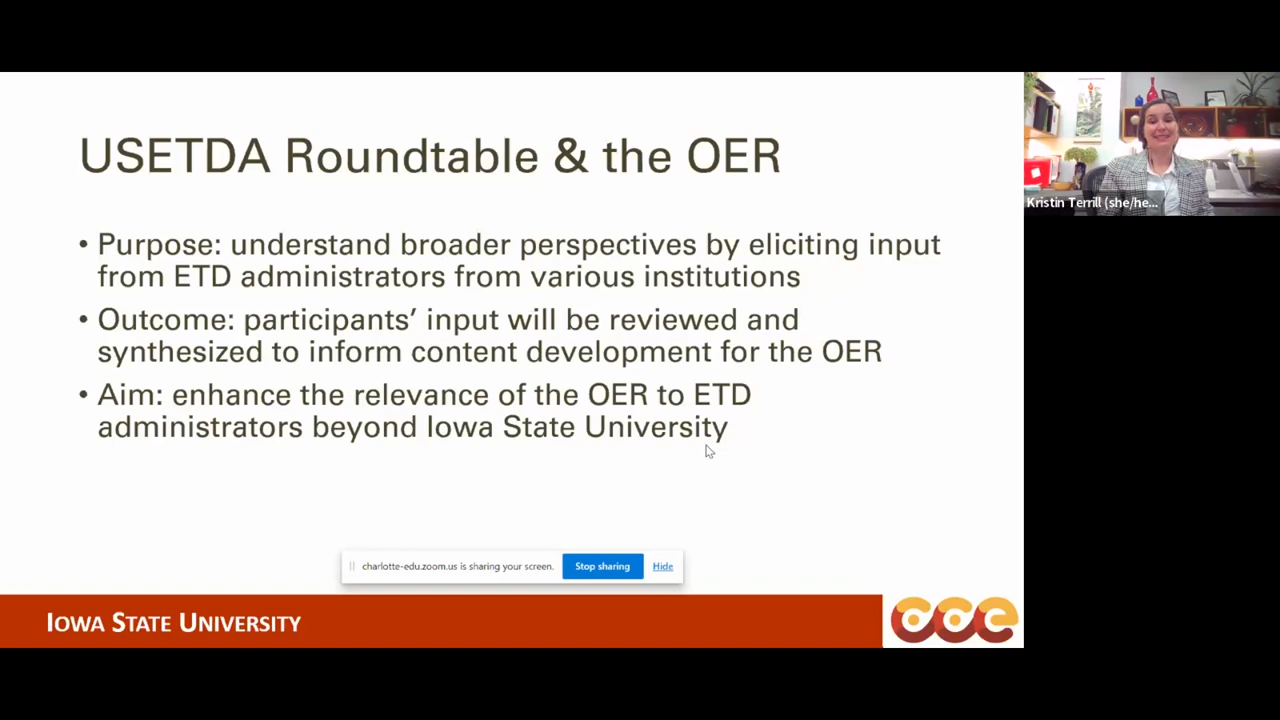 USETDA Roundtable & the OER
• Purpose: understand broader perspectives by eliciting input
from ETD administrators from various institutions
• Outcome: participants’ input will be reviewed and
synthesized to inform content development for the OER
• Aim: enhance the relevance of the OER to ETD
administrators beyond Iowa State University
Kristin Terrill (she/he...
charlotte-edu.zoom.us is sharing your screen.
Stop sharing
Hide
IOWA STATE UNIVERSITY
cce